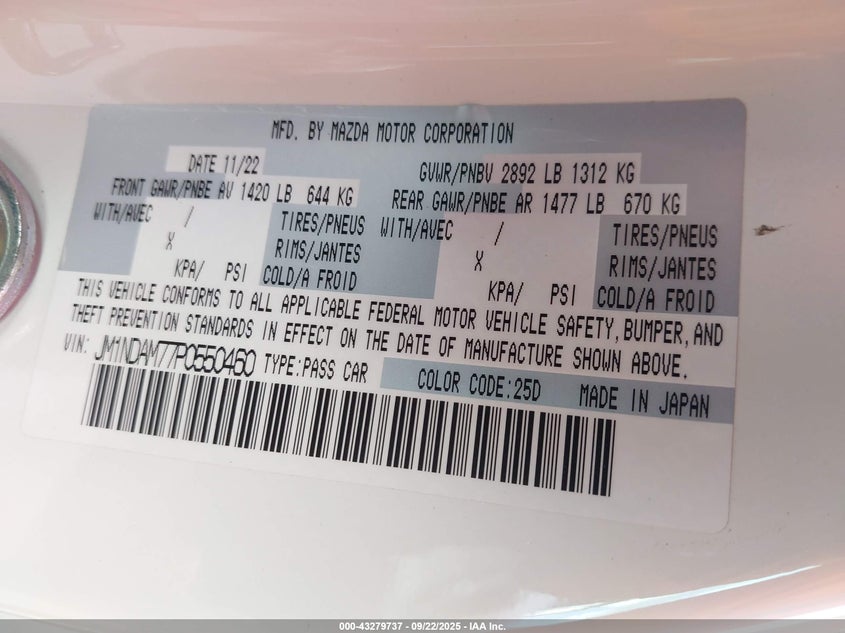 MFD. BY MAZDA MOTOR CORPORATION
DATE 11/22 GVWR/PNBV 2892 LB 1312 KG
FRONT GAWR/PNBE AV 1420 LB 644 KG REAR GAWR/PNBE AR 1477 LB 670 KG
WITH/AVEC / TIRES/PNEUS WITH/AVEC / TIRES/PNEUS
X RIMS/JANTES X RIMS/JANTES
KPA/ PSI COLD/A FROID KPA/ PSI COLD/A FROID
THIS VEHICLE CONFORMS TO ALL APPLICABLE FEDERAL MOTOR VEHICLE SAFETY, BUMPER, AND
THEFT PREVENTION STANDARDS IN EFFECT ON THE DATE OF MANUFACTURE SHOWN ABOVE.
VIN: JM1NDAM77P0550460 TYPE: PASS CAR COLOR CODE: 25D MADE IN JAPAN
000-43279737 - 09/22/2025 - IAA Inc.